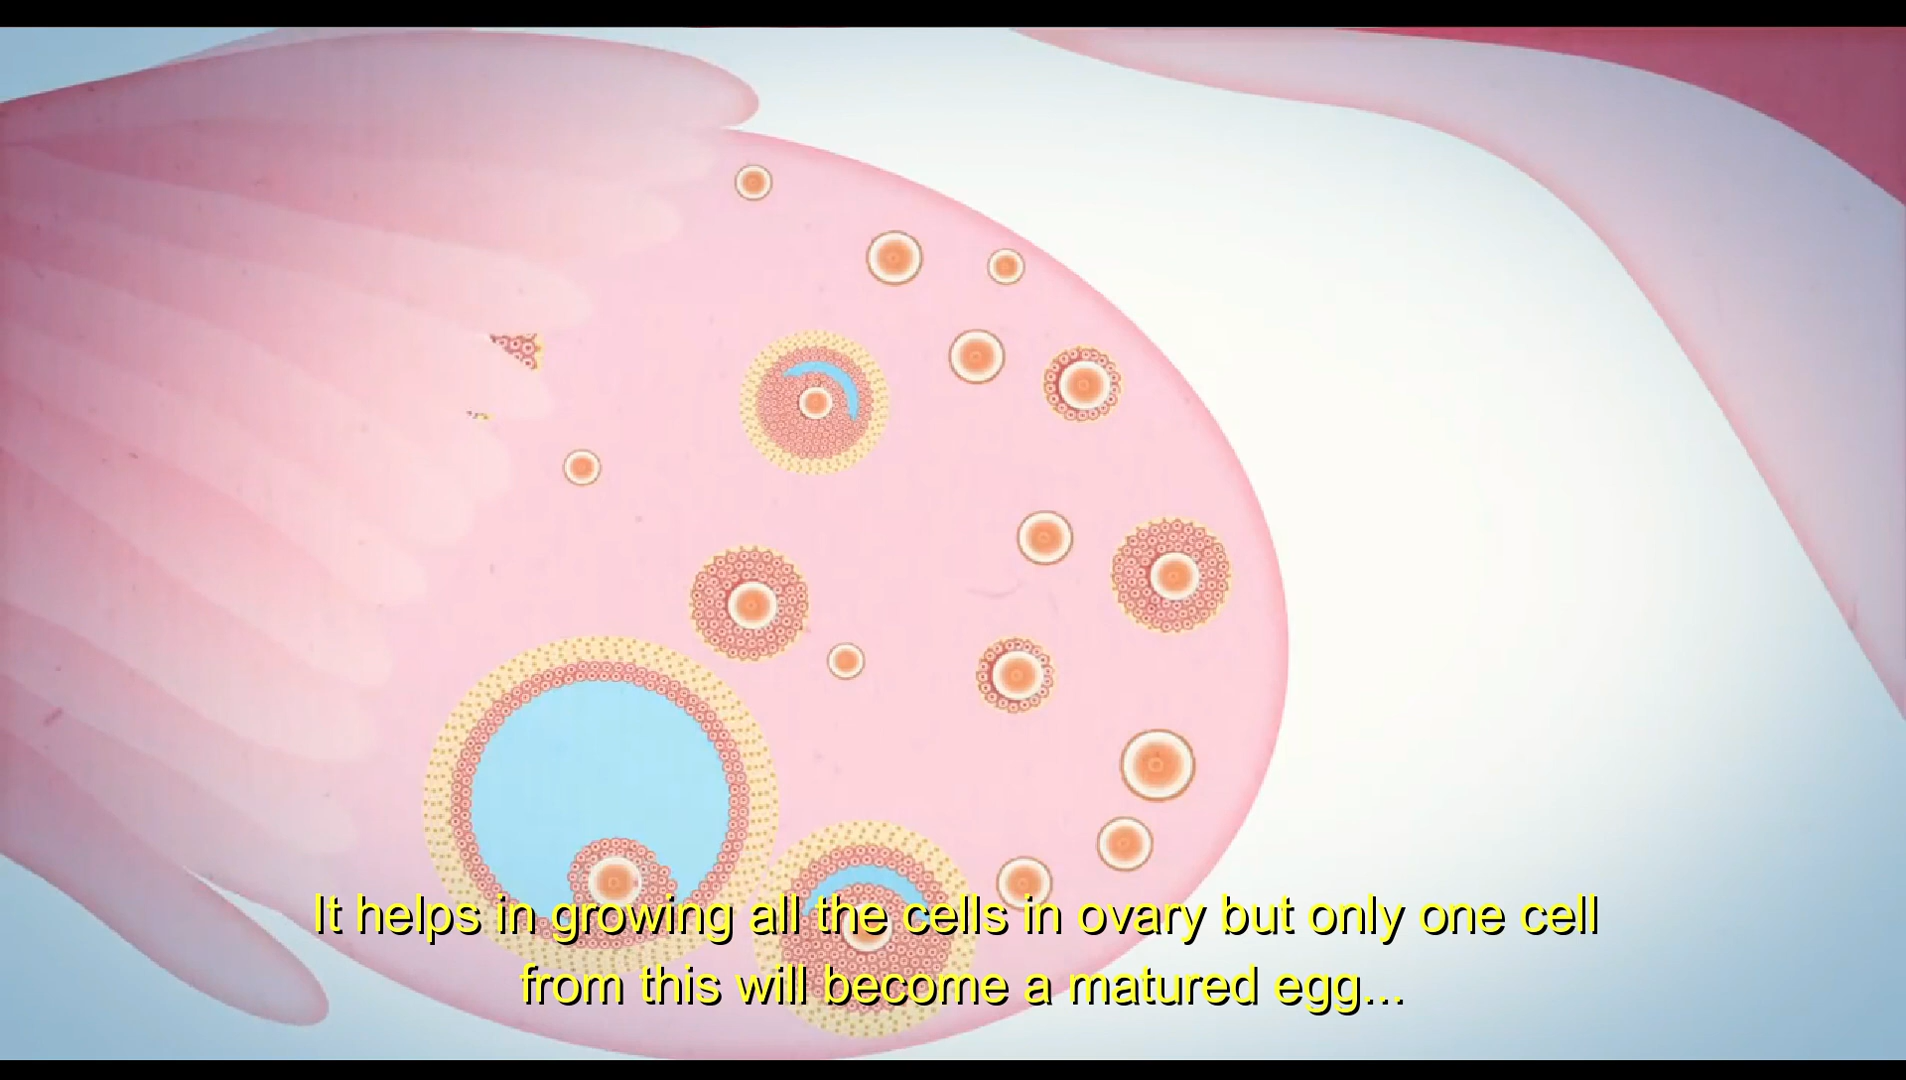 It helps in growing all the cells in ovary but only one cell
from this will become a matured egg...